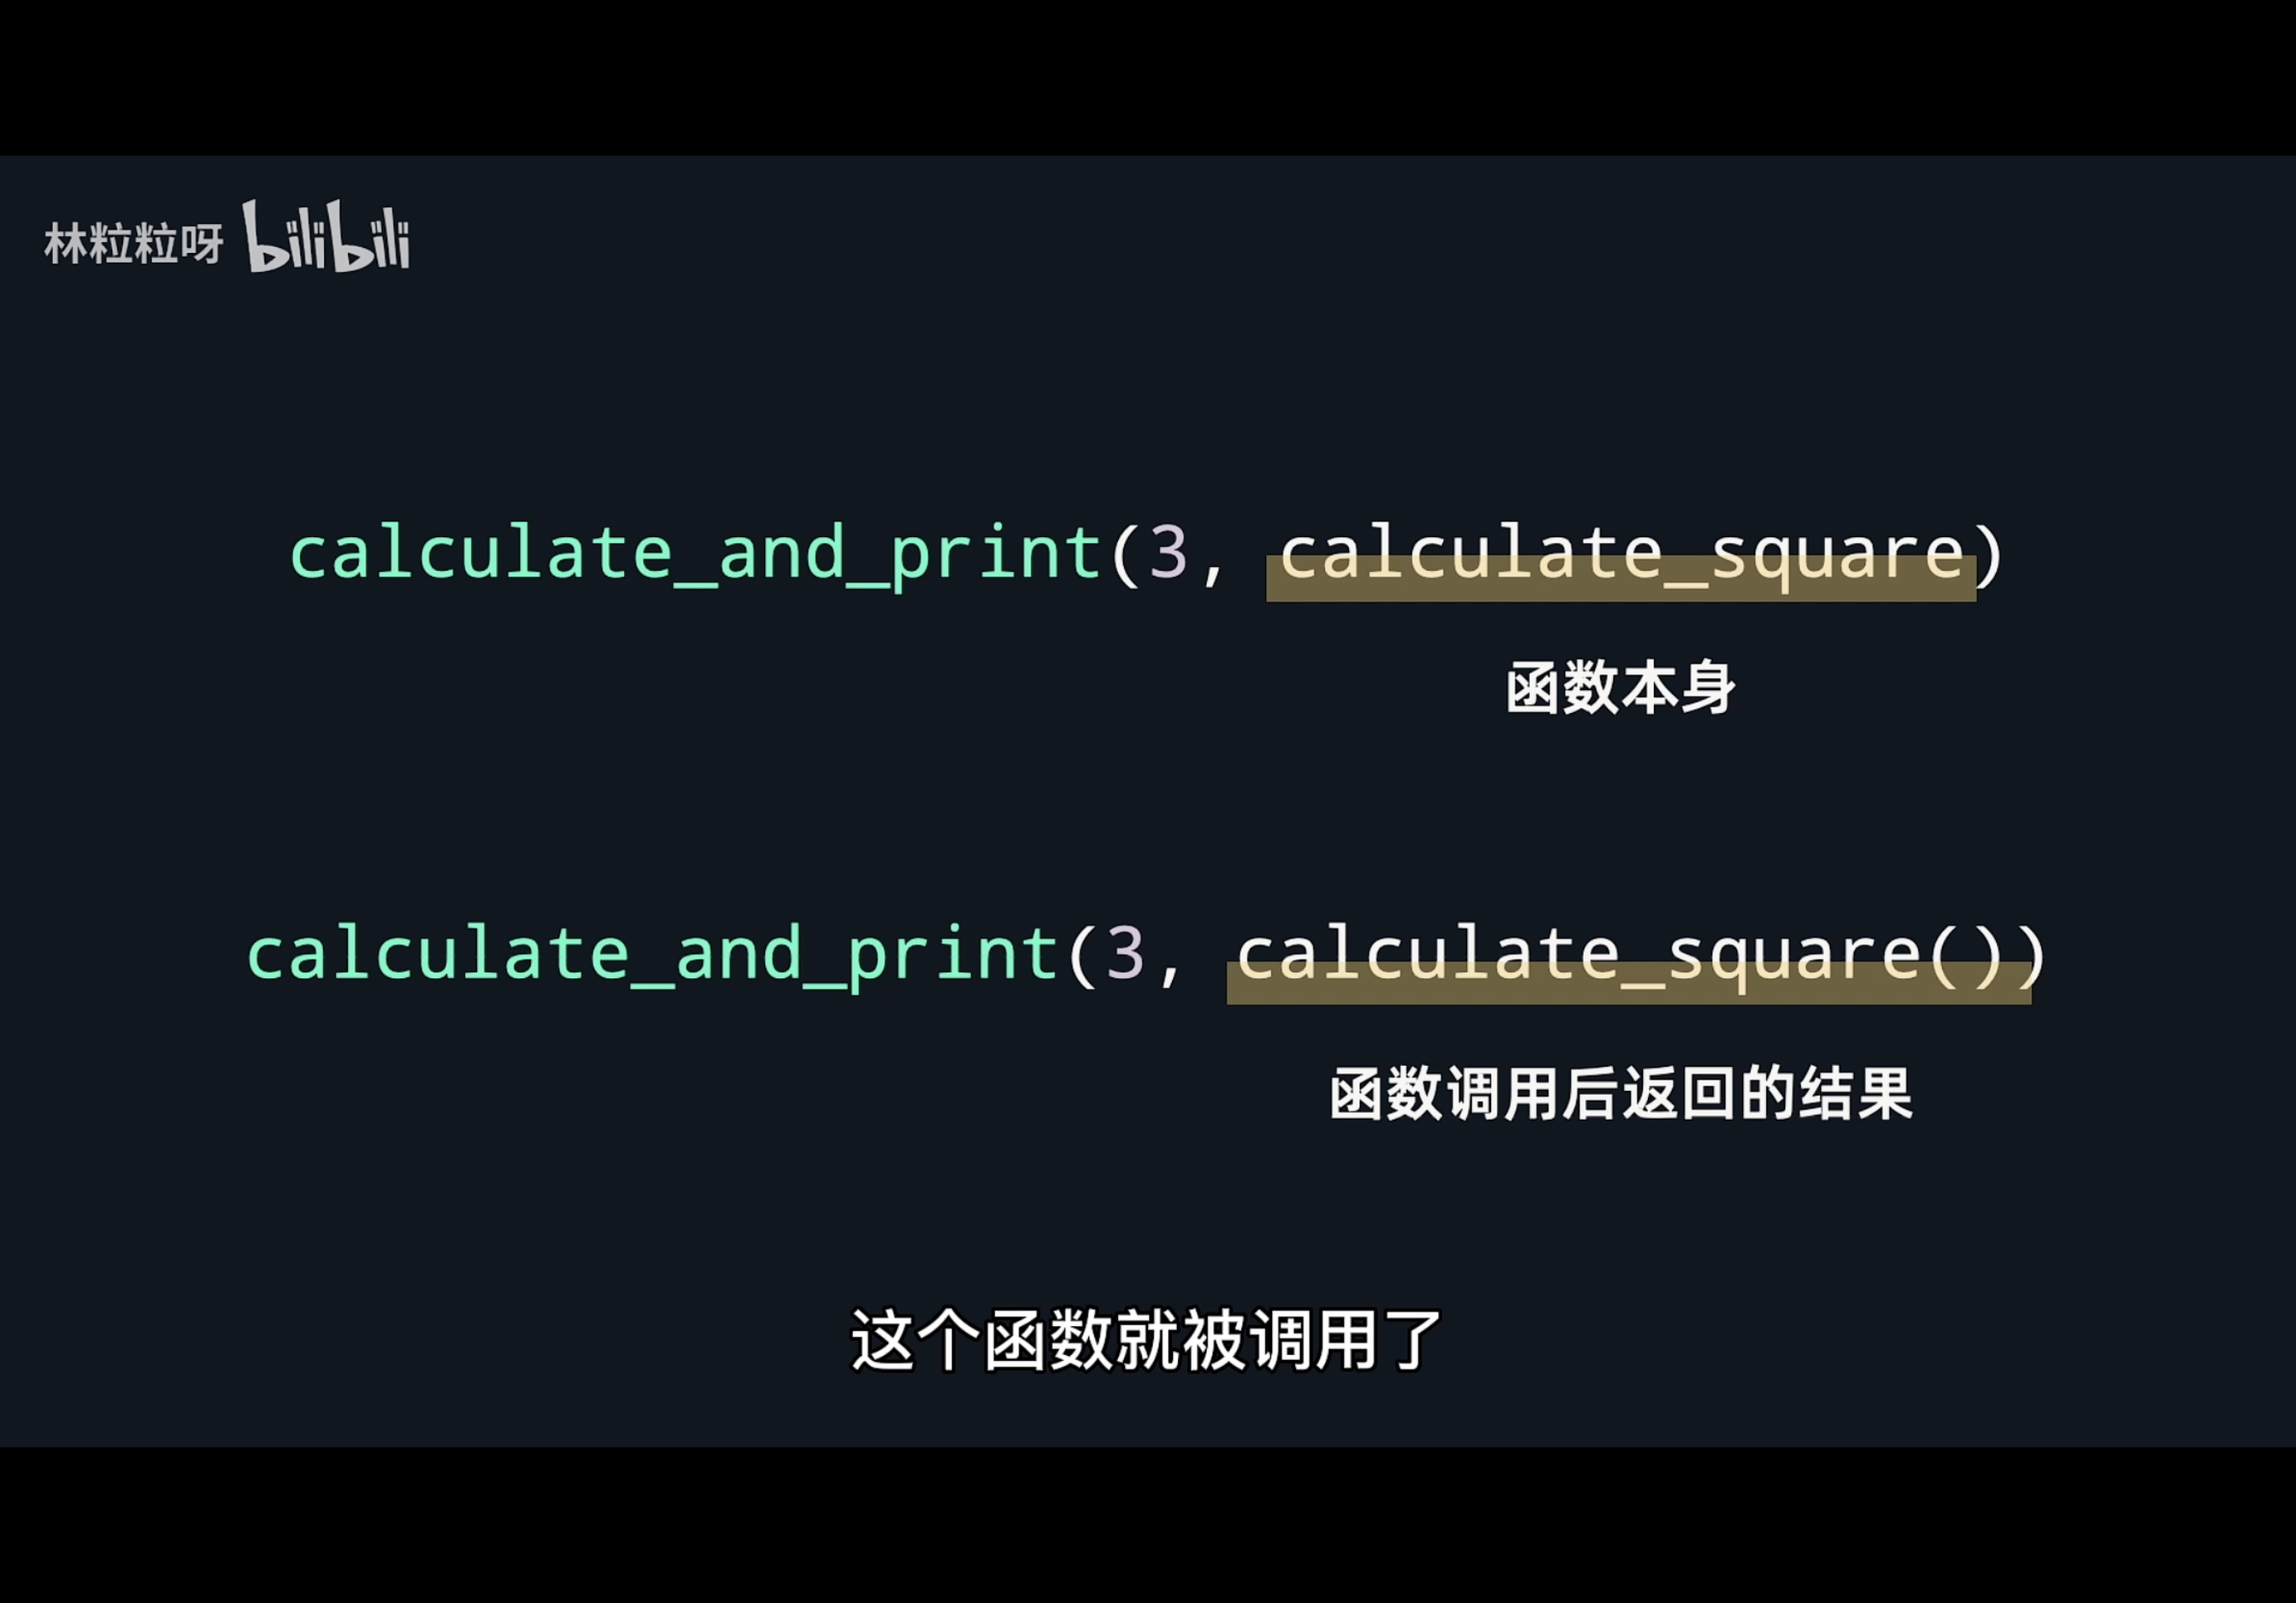 林粒粒呀 bilibili
calculate_and_print(3, calculate_square)
函数本身
calculate_and_print(3, calculate_square())
函数调用后返回的结果
这个函数就被调用了